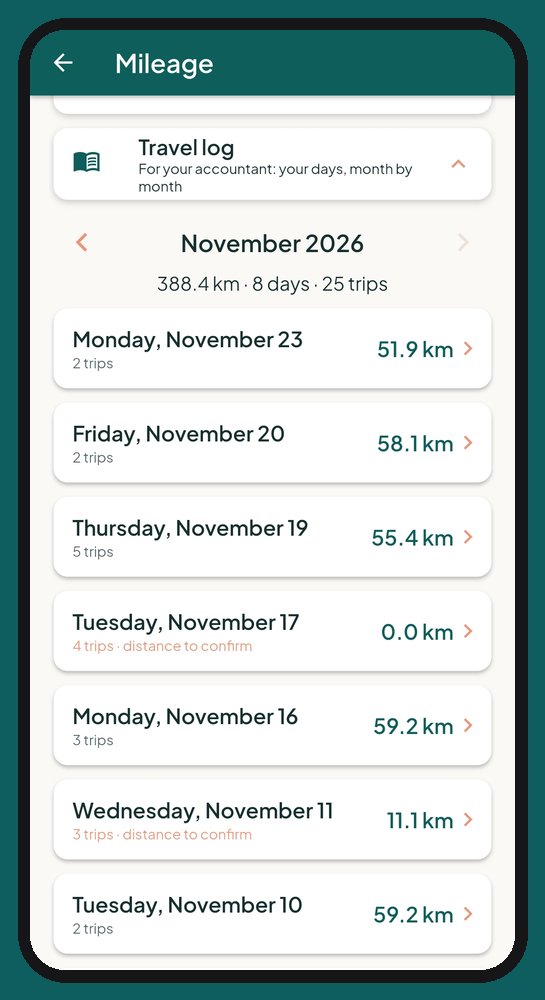 Mileage
Travel log
For your accountant: your days, month by
month
November 2026
388.4 km · 8 days · 25 trips
Monday, November 23
51.9 km
2 trips
Friday, November 20
58.1 km
2 trips
Thursday, November 19
55.4 km
5 trips
Tuesday, November 17
0.0 km
4 trips · distance to confirm
Monday, November 16
59.2 km
3 trips
Wednesday, November 11
11.1 km
3 trips · distance to confirm
Tuesday, November 10
59.2 km
2 trips